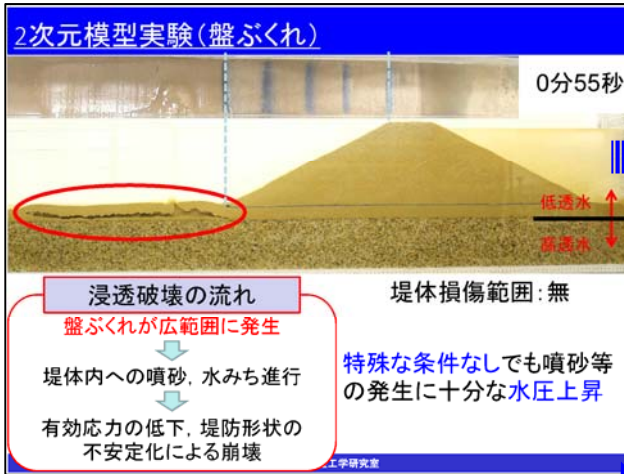 2次元模型実験(盤ぶくれ)
0分55秒
低透水
高透水
堤体損傷範囲:無
浸透破壊の流れ
盤ぶくれが広範囲に発生
堤体内への噴砂,水みち進行
有効応力の低下,堤防形状の
不安定化による崩壊
特殊な条件なしでも噴砂等
の発生に十分な水圧上昇
工学研究室